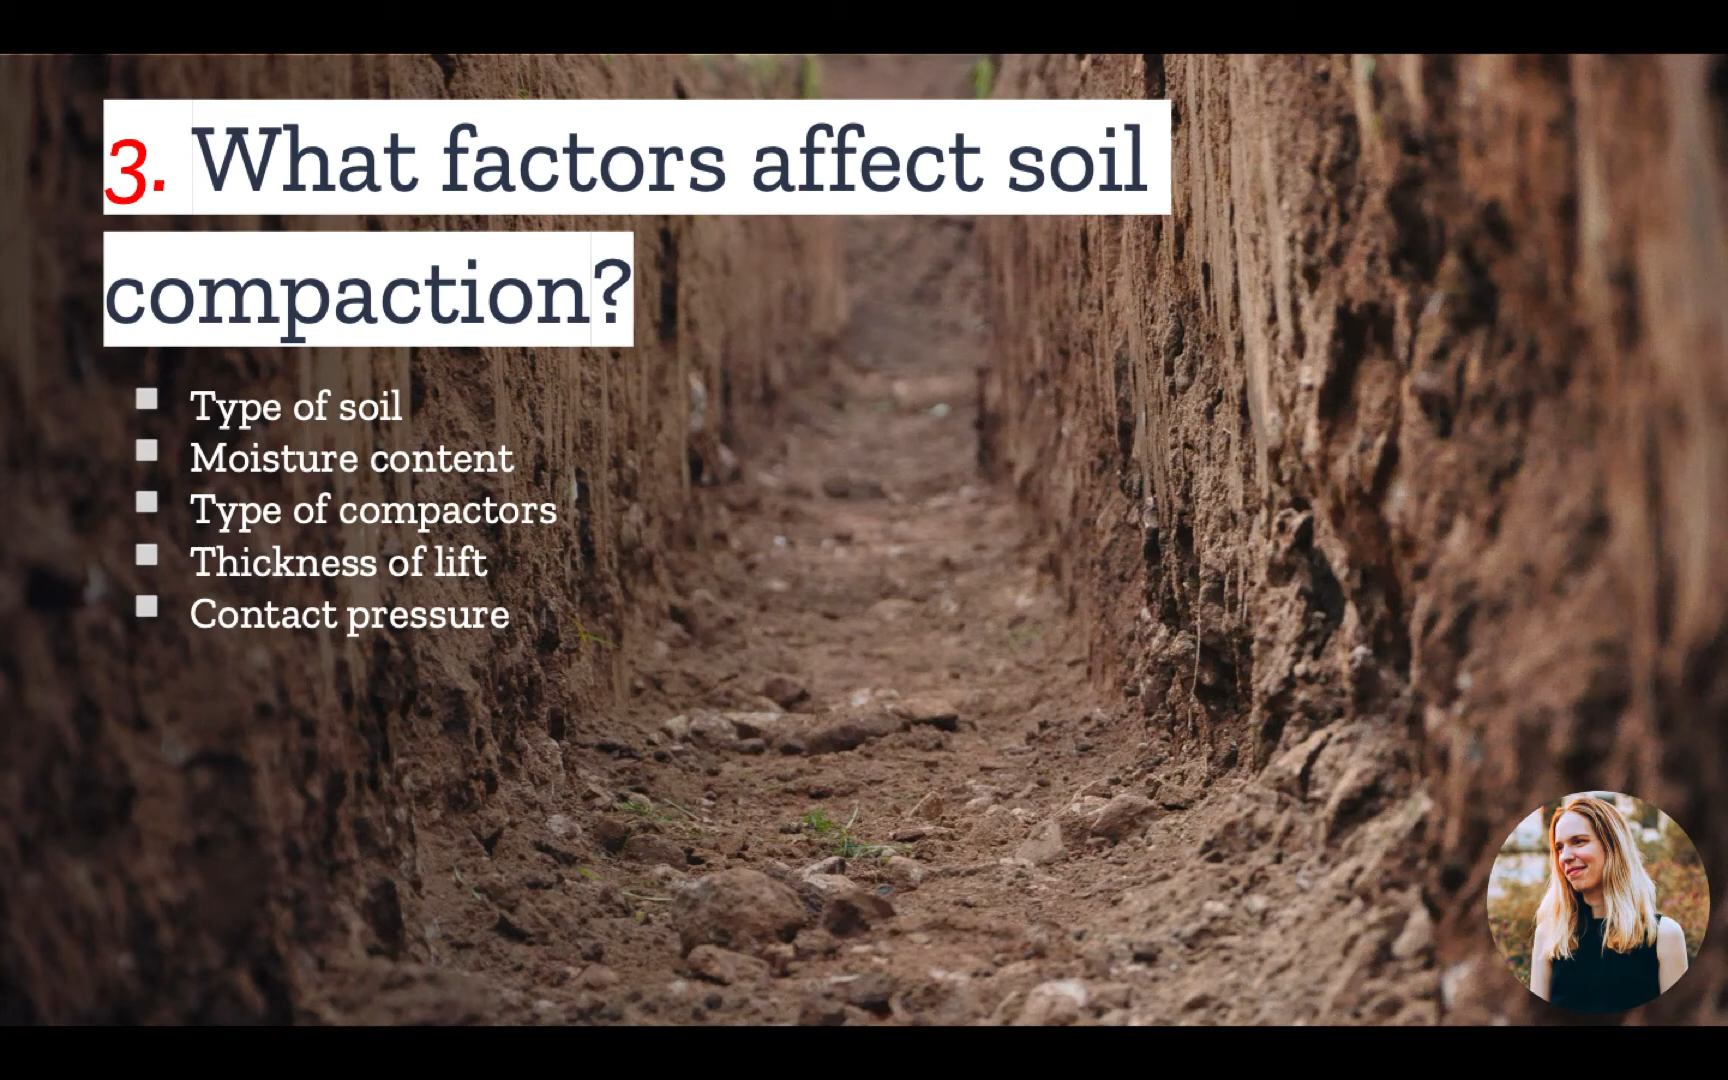 3. What factors affect soil
compaction?
Type of soil
Moisture content
Type of compactors
Thickness of lift
Contact pressure